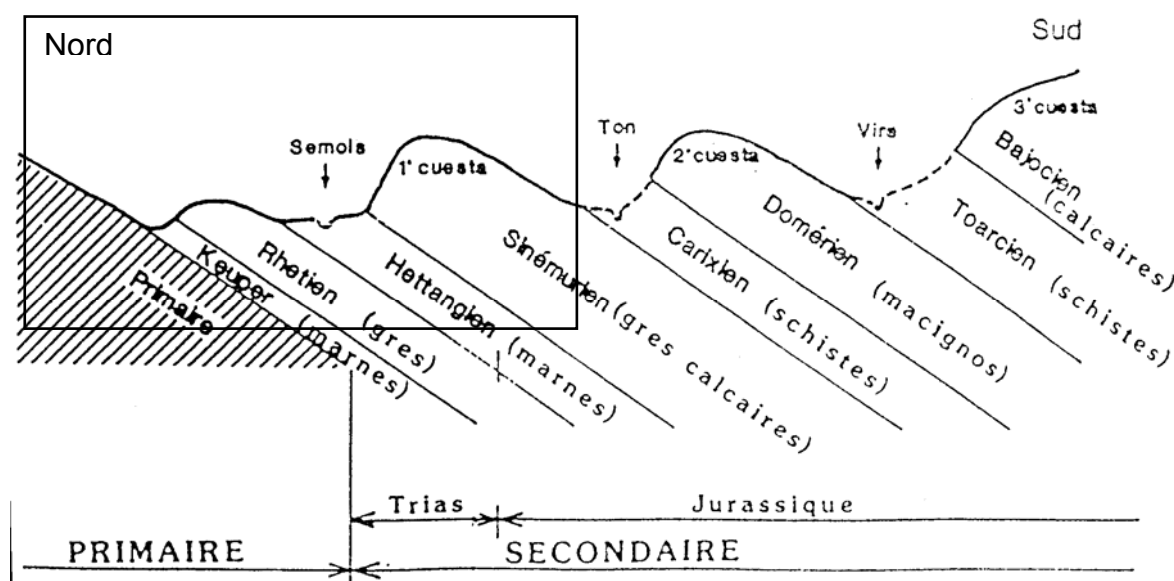 Nord
Sud
Semois
1° cuesta
Ton
2° cuesta
Virs
3° cuesta
Primaire
Keuper (marnes)
Rhetien (gres)
Hettangien (marnes)
Sinémurien (gres calcaires)
Carixien (schistes)
Domérien (macignos)
Toarcien (schistes)
Bajocien (calcaires)
Trias
Jurassique
PRIMAIRE
SECONDAIRE